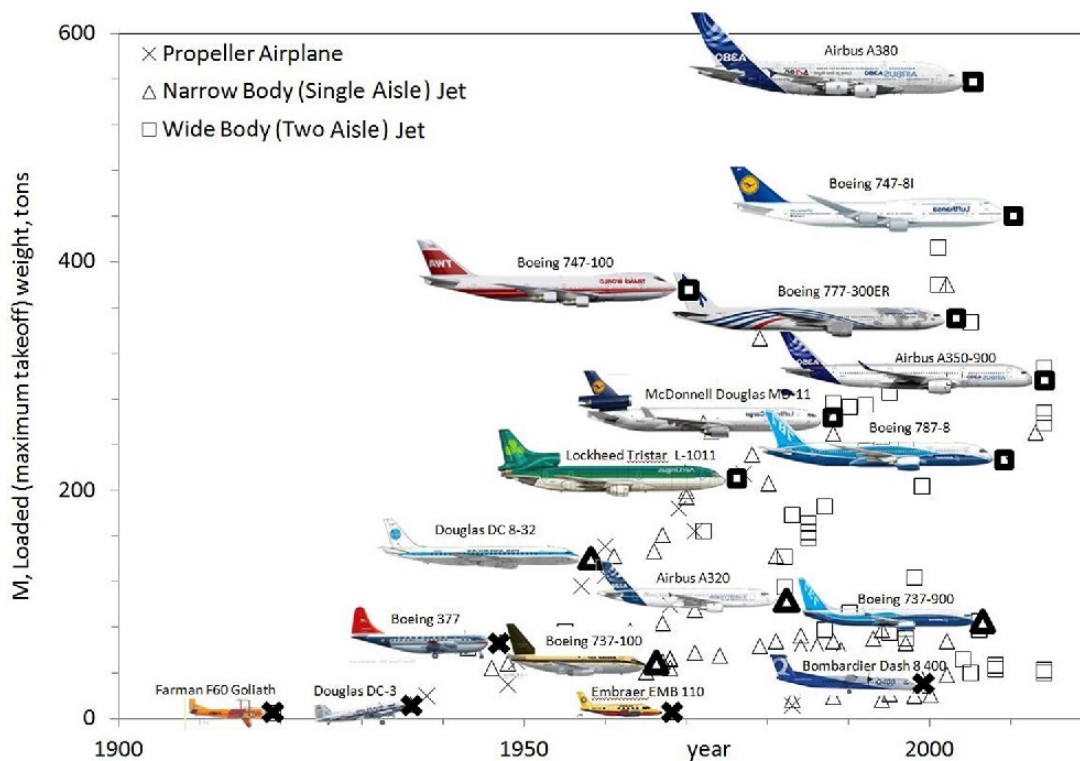 600
× Propeller Airplane
△ Narrow Body (Single Aisle) Jet
□ Wide Body (Two Aisle) Jet
Airbus A380
Boeing 747-8I
400
Boeing 747-100
Boeing 777-300ER
Airbus A350-900
McDonnell Douglas MD-11
Boeing 787-8
Lockheed Tristar L-1011
200
Douglas DC 8-32
Airbus A320
Boeing 737-900
Boeing 377
Boeing 737-100
Bombardier Dash 8 400
Farman F60 Goliath
Douglas DC-3
Embraer EMB 110
0
1900
1950
year
2000
M, Loaded (maximum takeoff) weight, tons